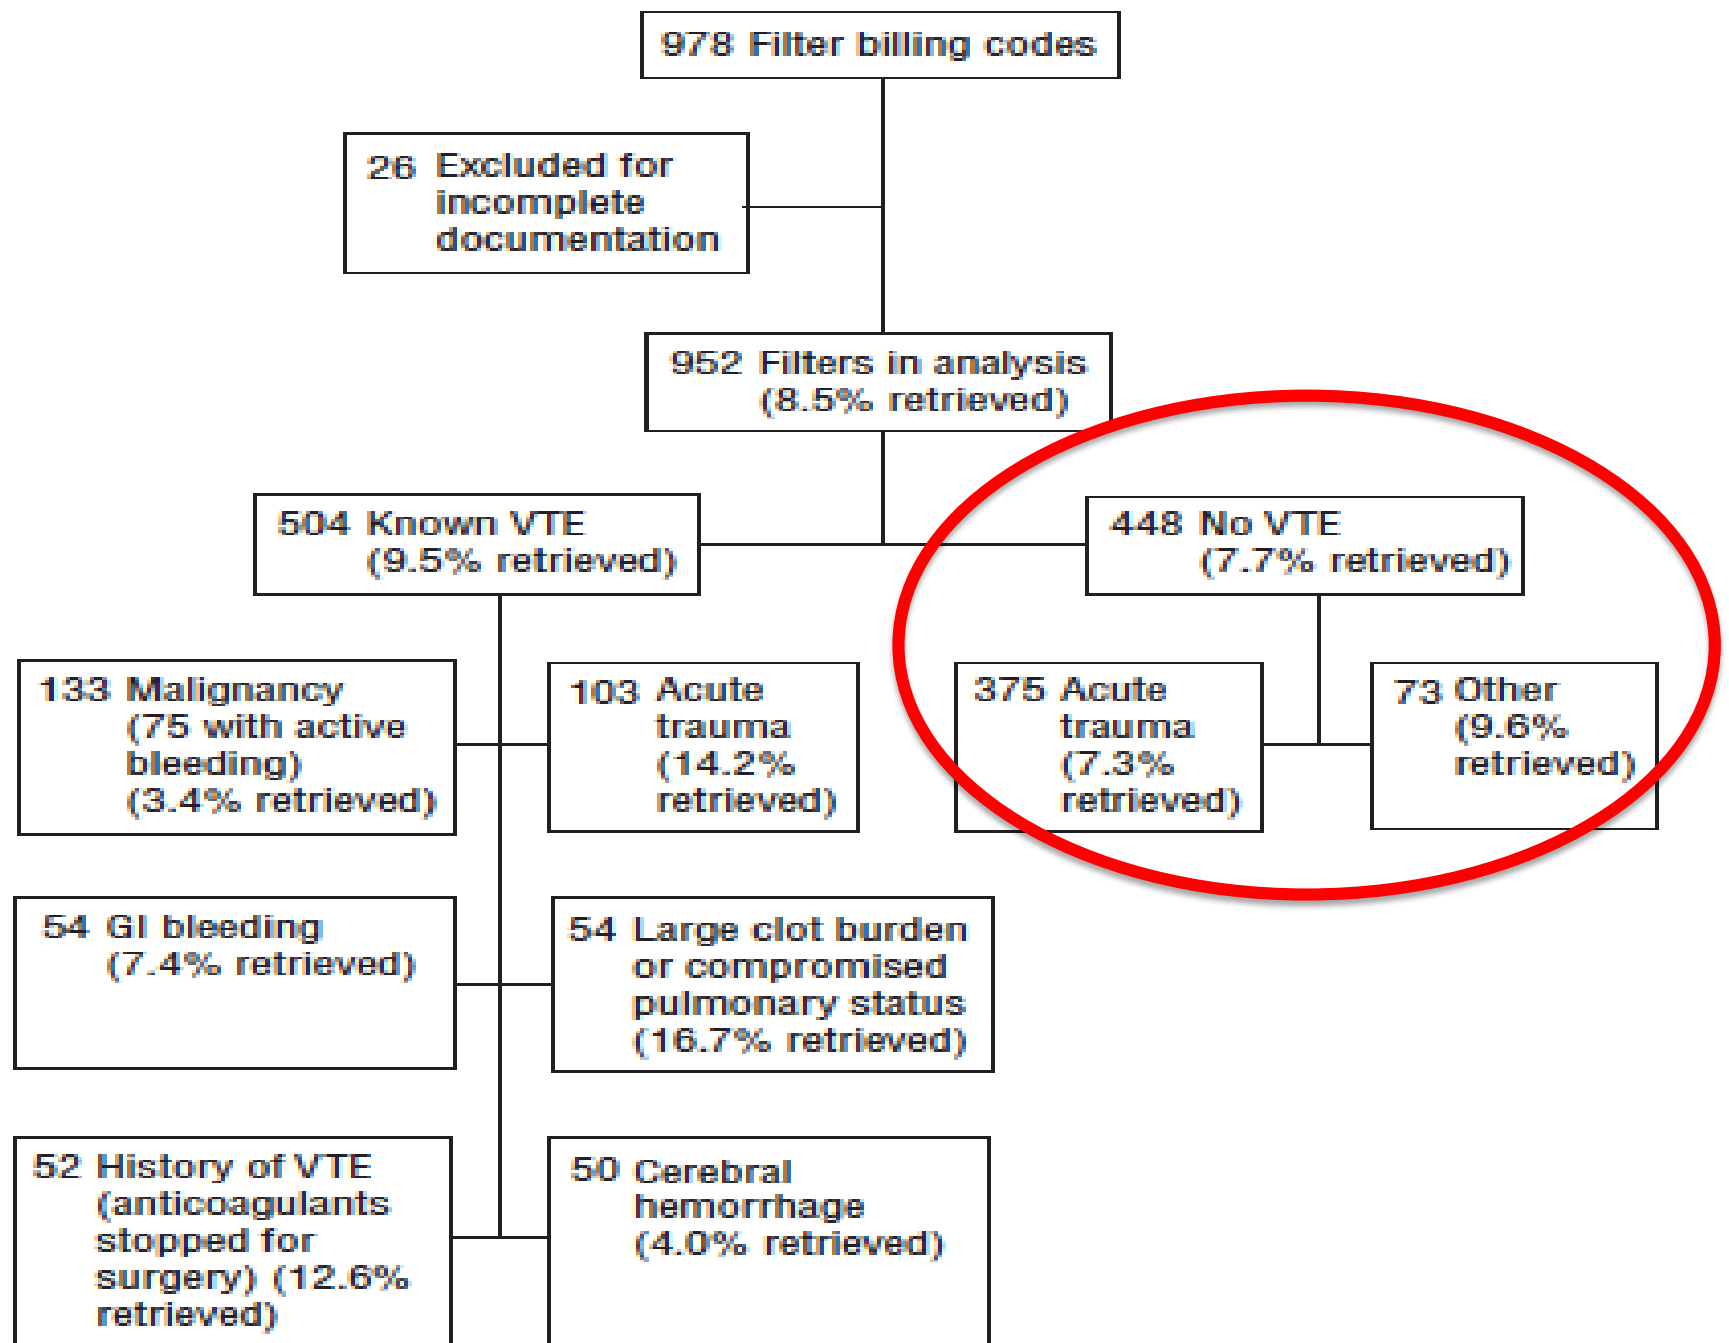 978 Filter billing codes
26 Excluded for
incomplete
documentation
952 Filters in analysis
(8.5% retrieved)
504 Known VTE
(9.5% retrieved)
448 No VTE
(7.7% retrieved)
133 Malignancy
(75 with active
bleeding)
(3.4% retrieved)
103 Acute
trauma
(14.2%
retrieved)
375 Acute
trauma
(7.3%
retrieved)
73 Other
(9.6%
retrieved)
54 GI bleeding
(7.4% retrieved)
54 Large clot burden
or compromised
pulmonary status
(16.7% retrieved)
52 History of VTE
(anticoagulants
stopped for
surgery) (12.6%
retrieved)
50 Cerebral
hemorrhage
(4.0% retrieved)